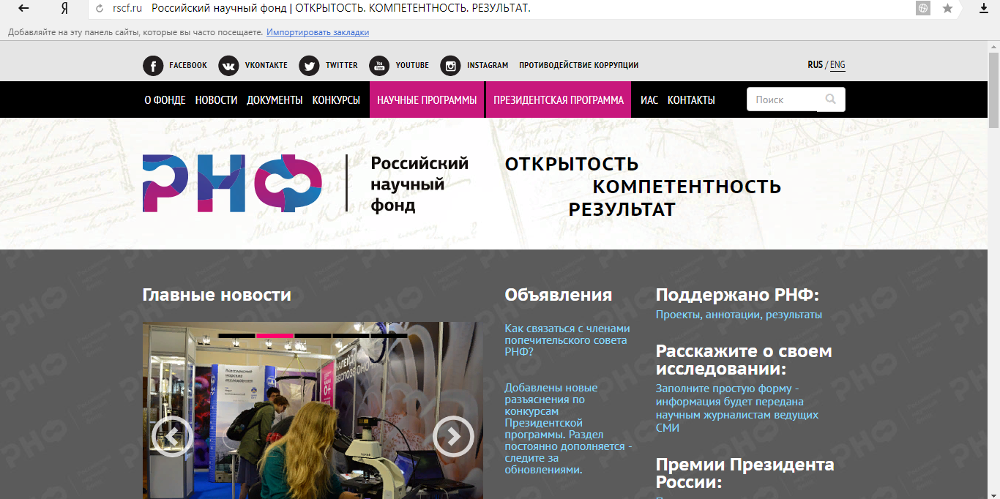 Я rscf.ru Российский научный фонд | ОТКРЫТОСТЬ. КОМПЕТЕНТНОСТЬ. РЕЗУЛЬТАТ.
Добавляйте на эту панель сайты, которые вы часто посещаете. Импортировать закладки
FACEBOOK VKONTAKTE TWITTER YOUTUBE INSTAGRAM ПРОТИВОДЕЙСТВИЕ КОРРУПЦИИ RUS / ENG
О ФОНДЕ НОВОСТИ ДОКУМЕНТЫ КОНКУРСЫ НАУЧНЫЕ ПРОГРАММЫ ПРЕЗИДЕНТСКАЯ ПРОГРАММА ИАС КОНТАКТЫ Поиск
РНФ
Российский
научный
фонд
ОТКРЫТОСТЬ
КОМПЕТЕНТНОСТЬ
РЕЗУЛЬТАТ
Главные новости
Объявления
Как связаться с членами
попечительского совета
РНФ?
Добавлены новые
разъяснения по
конкурсам
Президентской
программы. Раздел
постоянно дополняется -
следите за
обновлениями.
Поддержано РНФ:
Проекты, аннотации, результаты
Расскажите о своем
исследовании:
Заполните простую форму -
информация будет передана
научным журналистам ведущих
СМИ
Премии Президента
России: